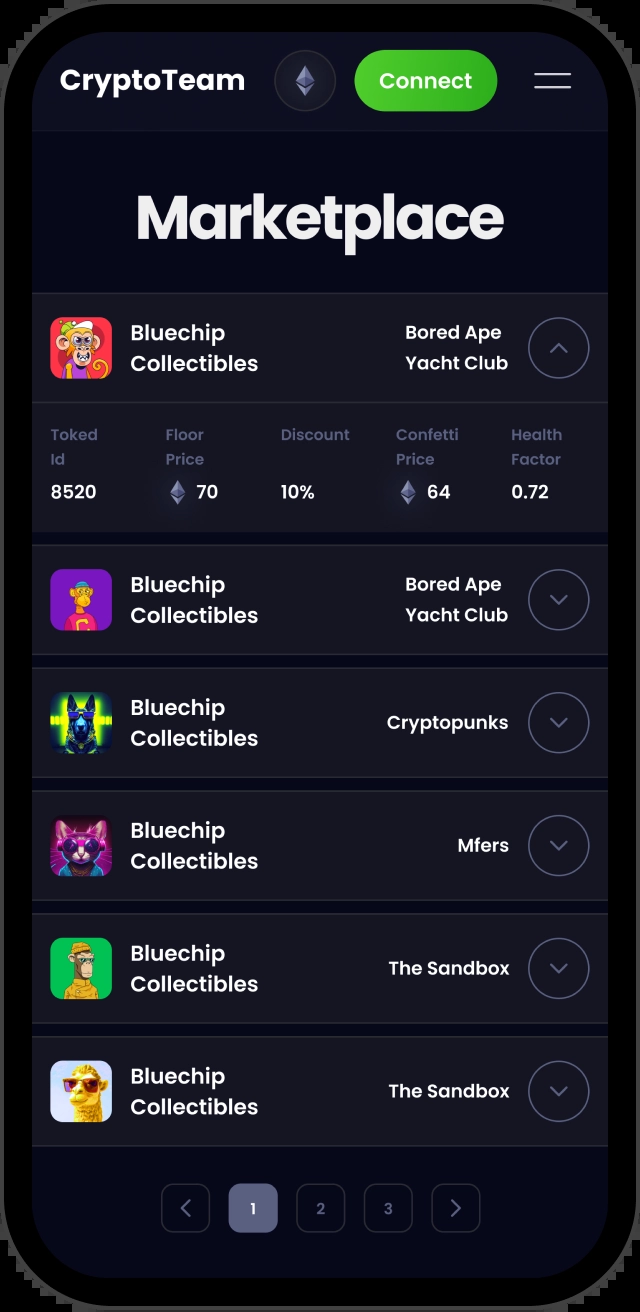 CryptoTeam Connect
Marketplace
Bluechip
Collectibles
Bored Ape
Yacht Club
Toked
Id
Floor
Price
Discount
Confetti
Price
Health
Factor
8520 70 10% 64 0.72
Bluechip
Collectibles
Bored Ape
Yacht Club
Bluechip
Collectibles
Cryptopunks
Bluechip
Collectibles
Mfers
Bluechip
Collectibles
The Sandbox
Bluechip
Collectibles
The Sandbox
1 2 3